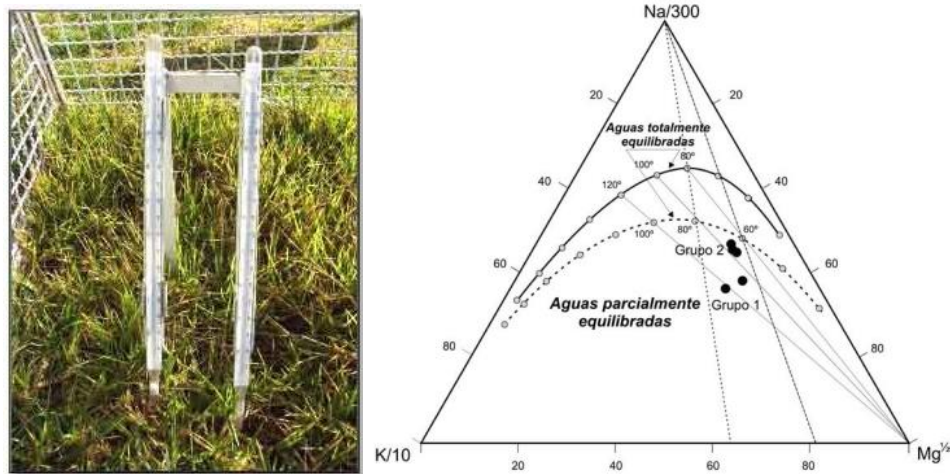 Na/300
20
20
Aguas totalmente
equilibradas
100º
80º
120º
40
40
100º
80º
60º
Grupo 2
60
60
Aguas parcialmente
equilibradas
Grupo 1
80
80
K/10
20
40
60
80
Mg½